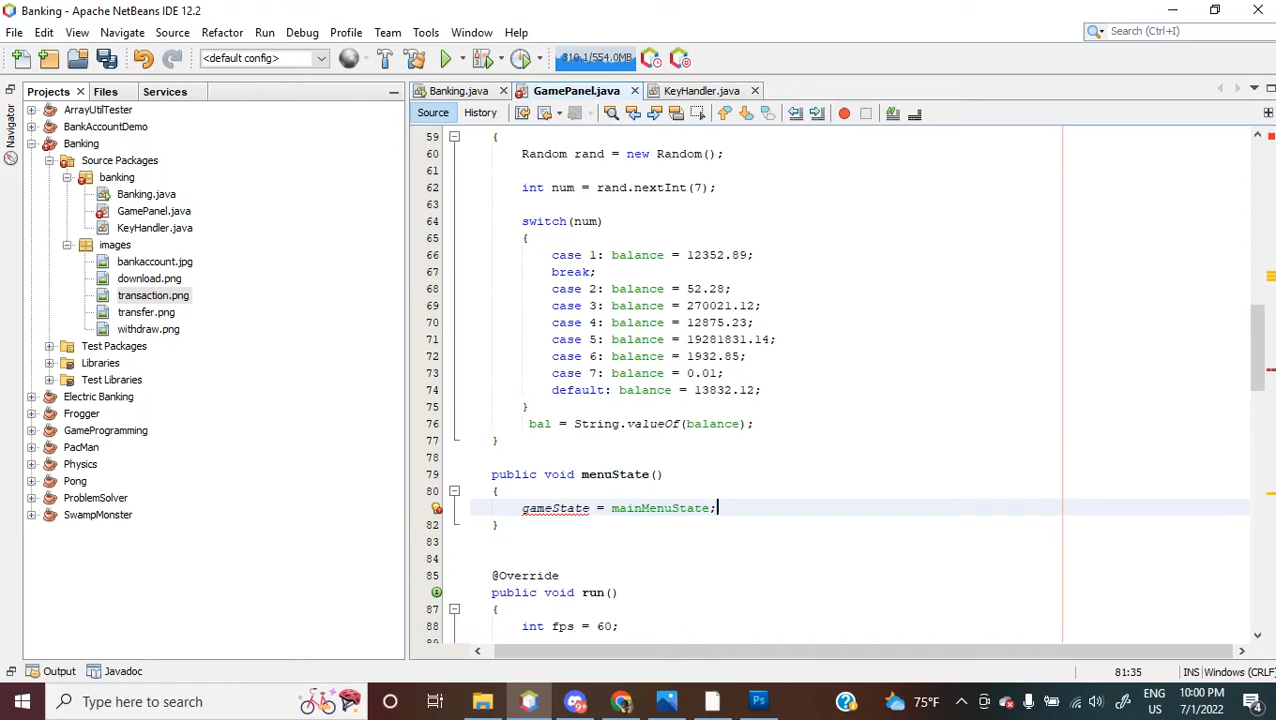 Banking - Apache NetBeans IDE 12.2
File Edit View Navigate Source Refactor Run Debug Profile Team Tools Window Help
Search (Ctrl+I)
<default config>
310.1/554.0MB
Projects Files Services
Banking.java GamePanel.java KeyHandler.java
Navigator
Source History
ArrayUtilTester
BankAccountDemo
Banking
Source Packages
banking
Banking.java
GamePanel.java
KeyHandler.java
images
bankaccount.jpg
download.png
transaction.png
transfer.png
withdraw.png
Test Packages
Libraries
Test Libraries
Electric Banking
Frogger
GameProgramming
PacMan
Physics
Pong
ProblemSolver
SwampMonster
59 {
60 Random rand = new Random();
61
62 int num = rand.nextInt(7);
63
64 switch(num)
65 {
66 case 1: balance = 12352.89;
67 break;
68 case 2: balance = 52.28;
69 case 3: balance = 270021.12;
70 case 4: balance = 12875.23;
71 case 5: balance = 19281831.14;
72 case 6: balance = 1932.85;
73 case 7: balance = 0.01;
74 default: balance = 13832.12;
75 }
76 bal = String.valueOf(balance);
77 }
78
79 public void menuState()
80 {
gameState = mainMenuState;
82 }
83
84
85 @Override
public void run()
87 {
88 int fps = 60;
Output Javadoc
81:35 INS Windows (CRLF)
Type here to search
75°F
ENG
US
10:00 PM
7/1/2022
4